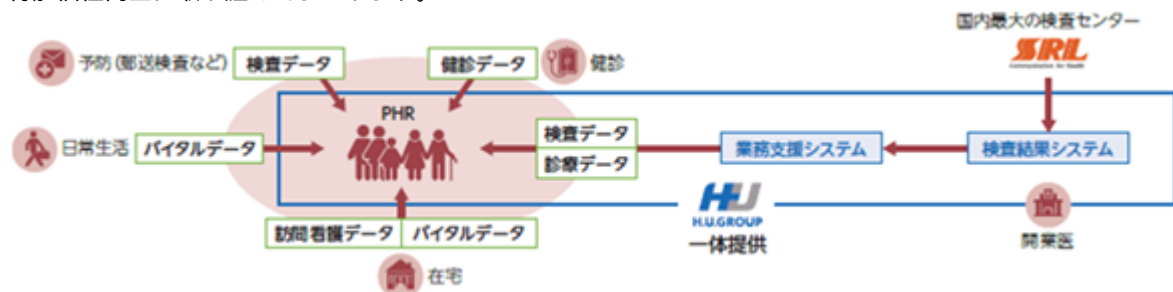 国内最大の検査センター
SRL
予防(郵送検査など)
検査データ
健診データ
健診
PHR
日常生活
バイタルデータ
検査データ
診療データ
業務支援システム
検査結果システム
訪問看護データ
バイタルデータ
H.U.GROUP
一体提供
開業医
在宅